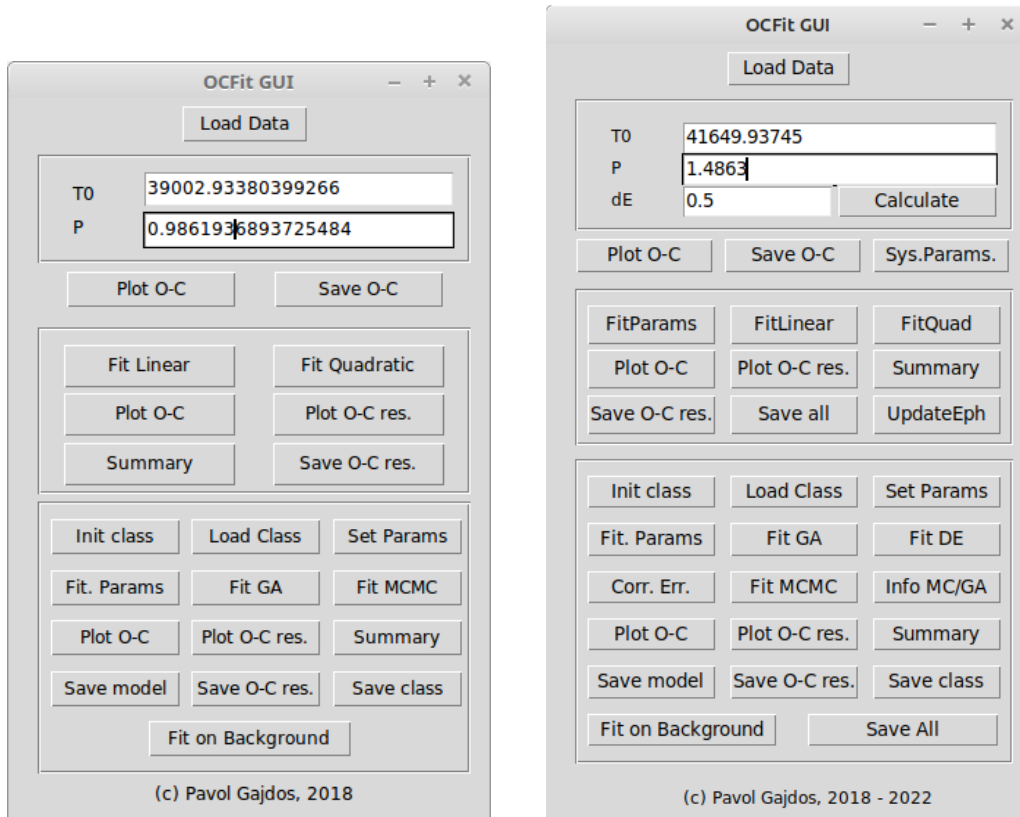 OCFit GUI − + ×
Load Data
T0 39002.93380399266
P 0.9861936893725484
Plot O-C Save O-C
Fit Linear Fit Quadratic
Plot O-C Plot O-C res.
Summary Save O-C res.
Init class Load Class Set Params
Fit. Params Fit GA Fit MCMC
Plot O-C Plot O-C res. Summary
Save model Save O-C res. Save class
Fit on Background
(c) Pavol Gajdos, 2018
OCFit GUI − + ×
Load Data
T0 41649.93745
P 1.4863
dE 0.5 Calculate
Plot O-C Save O-C Sys.Params.
FitParams FitLinear FitQuad
Plot O-C Plot O-C res. Summary
Save O-C res. Save all UpdateEph
Init class Load Class Set Params
Fit. Params Fit GA Fit DE
Corr. Err. Fit MCMC Info MC/GA
Plot O-C Plot O-C res. Summary
Save model Save O-C res. Save class
Fit on Background Save All
(c) Pavol Gajdos, 2018 - 2022